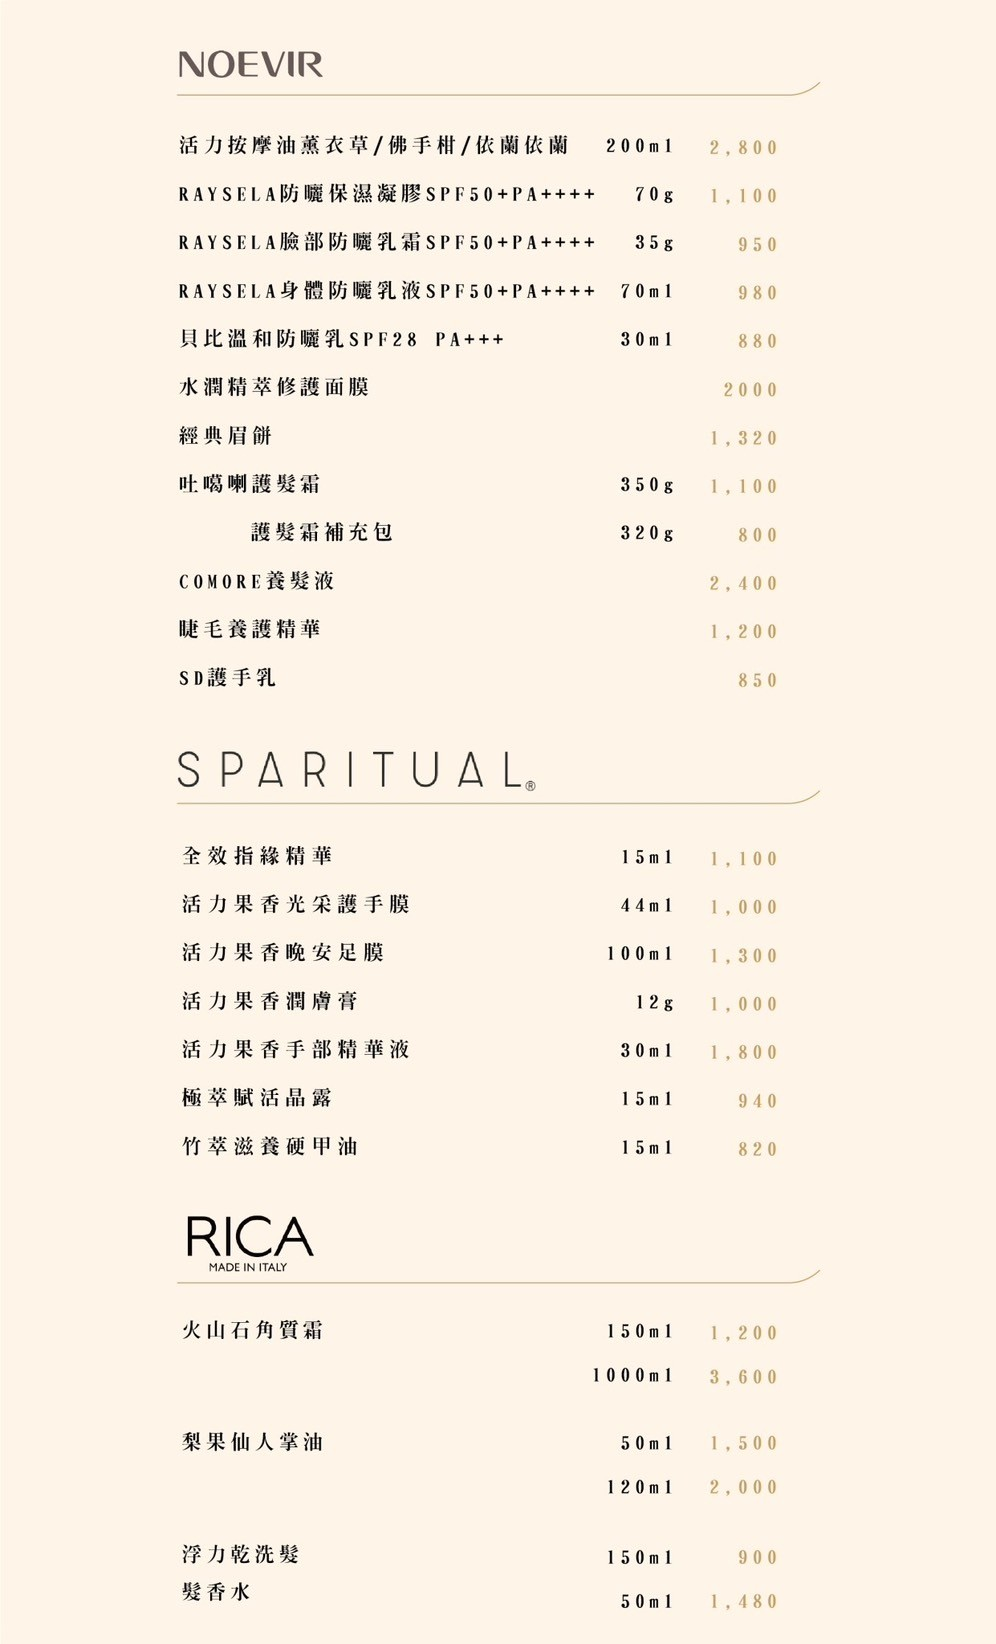 NOEVIR
活力按摩油薰衣草/佛手柑/依蘭依蘭 200ml 2,800
RAYSELA防曬保濕凝膠SPF50+PA++++ 70g 1,100
RAYSELA臉部防曬乳霜SPF50+PA++++ 35g 950
RAYSELA身體防曬乳液SPF50+PA++++ 70ml 980
貝比溫和防曬乳SPF28 PA+++ 30ml 880
水潤精萃修護面膜 2000
經典眉餅 1,320
吐噶喇護髮霜 350g 1,100
護髮霜補充包 320g 800
COMORE養髮液 2,400
睫毛養護精華 1,200
SD護手乳 850
SPARITUAL®
全效指緣精華 15ml 1,100
活力果香光采護手膜 44ml 1,000
活力果香晚安足膜 100ml 1,300
活力果香潤膚膏 12g 1,000
活力果香手部精華液 30ml 1,800
極萃賦活晶露 15ml 940
竹萃滋養硬甲油 15ml 820
RICA
MADE IN ITALY
火山石角質霜 150ml 1,200
1000ml 3,600
梨果仙人掌油 50ml 1,500
120ml 2,000
浮力乾洗髮 150ml 900
髮香水 50ml 1,480